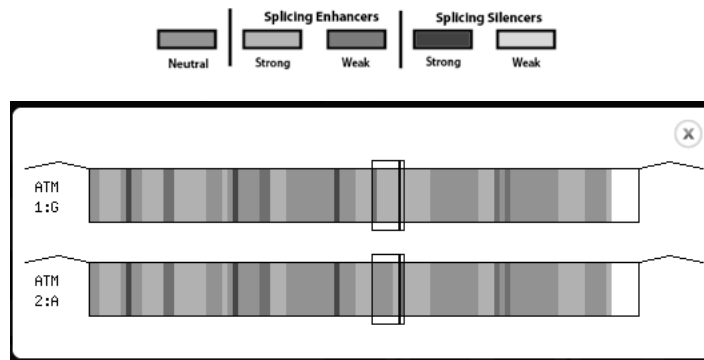 Splicing Enhancers Splicing Silencers
Neutral Strong Weak Strong Weak
X
ATM
1:G
ATM
2:A